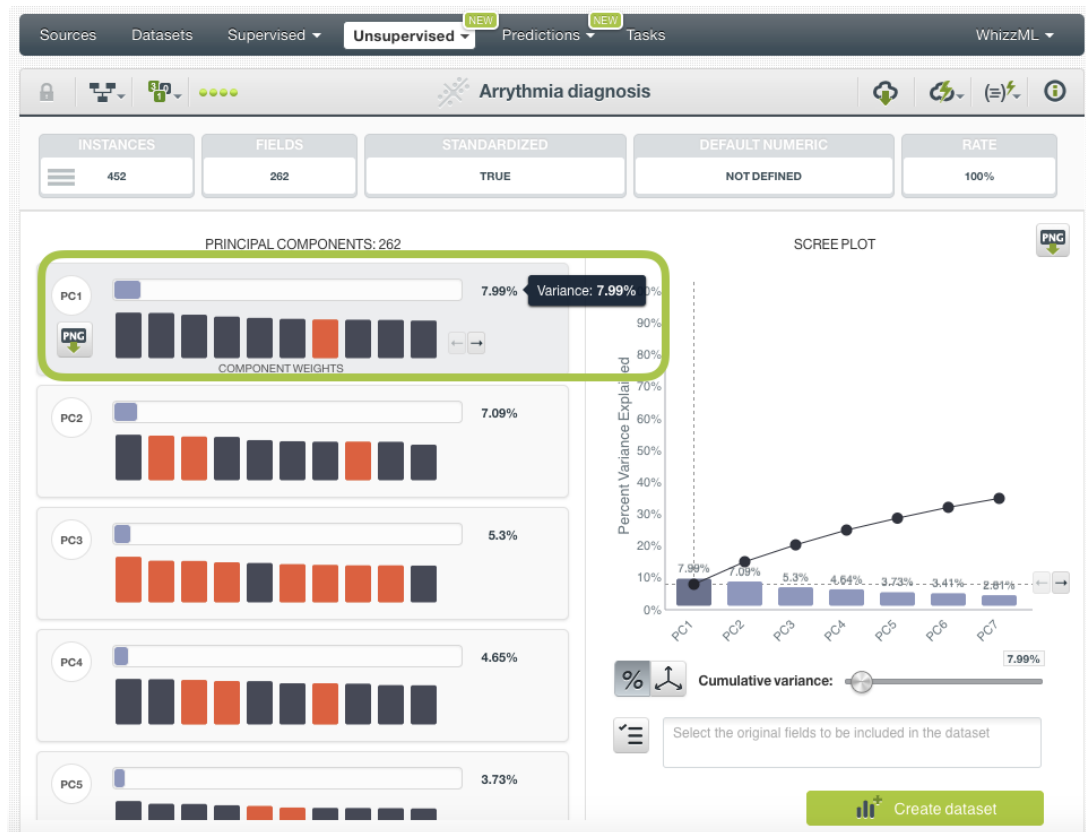 NEW NEW
Sources Datasets Supervised Unsupervised Predictions Tasks WhizzML
Arrythmia diagnosis
INSTANCES FIELDS STANDARDIZED DEFAULT NUMERIC RATE
452 262 TRUE NOT DEFINED 100%
PRINCIPAL COMPONENTS: 262
PC1
7.99%
Variance: 7.99%
PNG
COMPONENT WEIGHTS
PC2
7.09%
PC3
5.3%
PC4
4.65%
PC5
3.73%
SCREE PLOT
PNG
Percent Variance Explained
90%
80%
70%
60%
50%
40%
30%
20%
10%
0%
7.99% 7.09% 5.3% 4.64% 3.73% 3.41% 2.81%
PC1 PC2 PC3 PC4 PC5 PC6 PC7
7.99%
% Cumulative variance:
Select the original fields to be included in the dataset
Create dataset